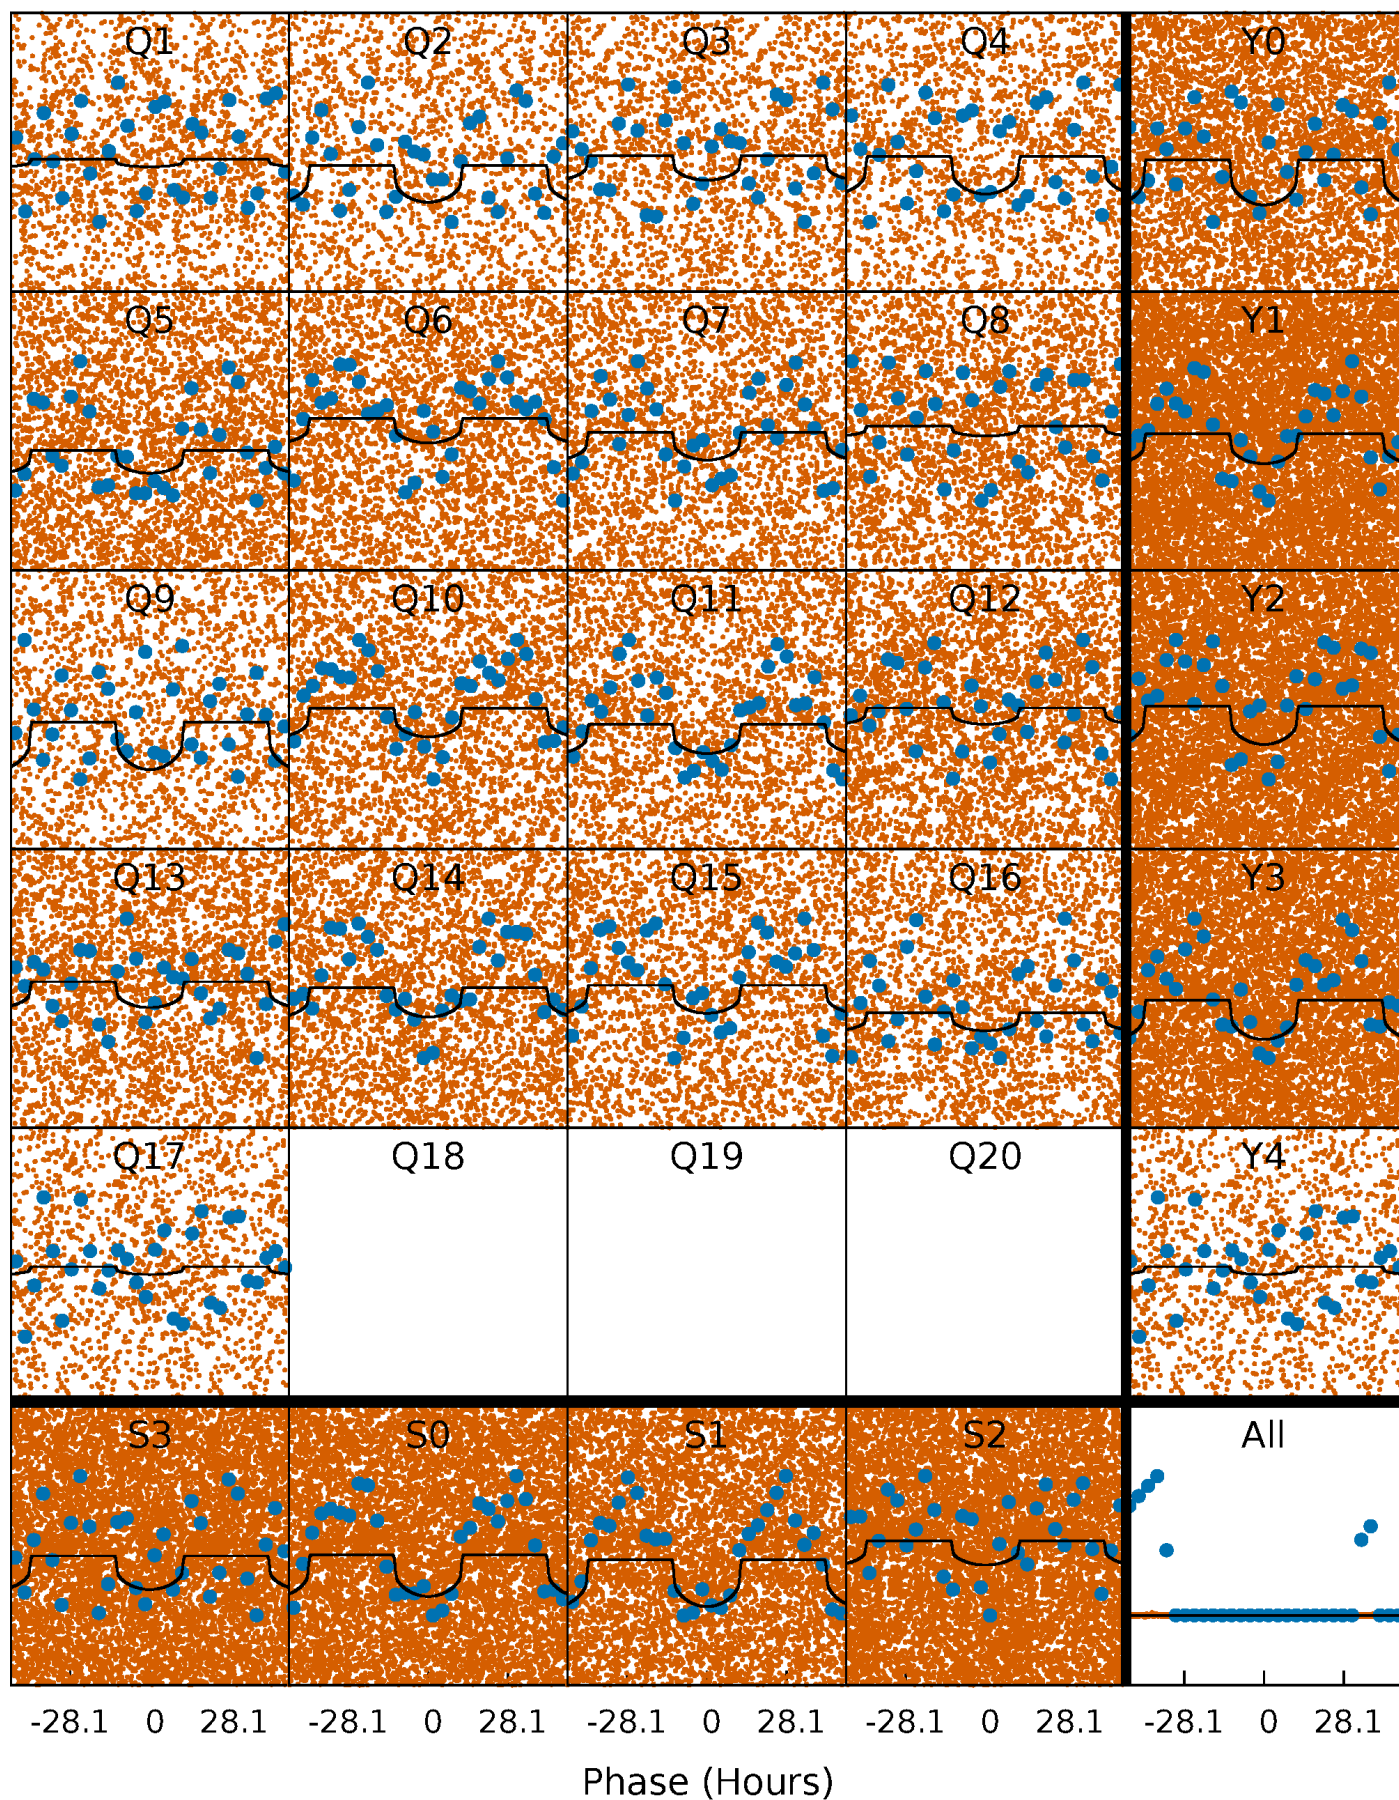 Q1 Q2 Q3 Q4 Y0
Q5 Q6 Q7 Q8 Y1
Q9 Q10 Q11 Q12 Y2
Q13 Q14 Q15 Q16 Y3
Q17 Q18 Q19 Q20 Y4
S3 S0 S1 S2 All
-28.1 0 28.1 -28.1 0 28.1 -28.1 0 28.1 -28.1 0 28.1 -28.1 0 28.1
Phase (Hours)